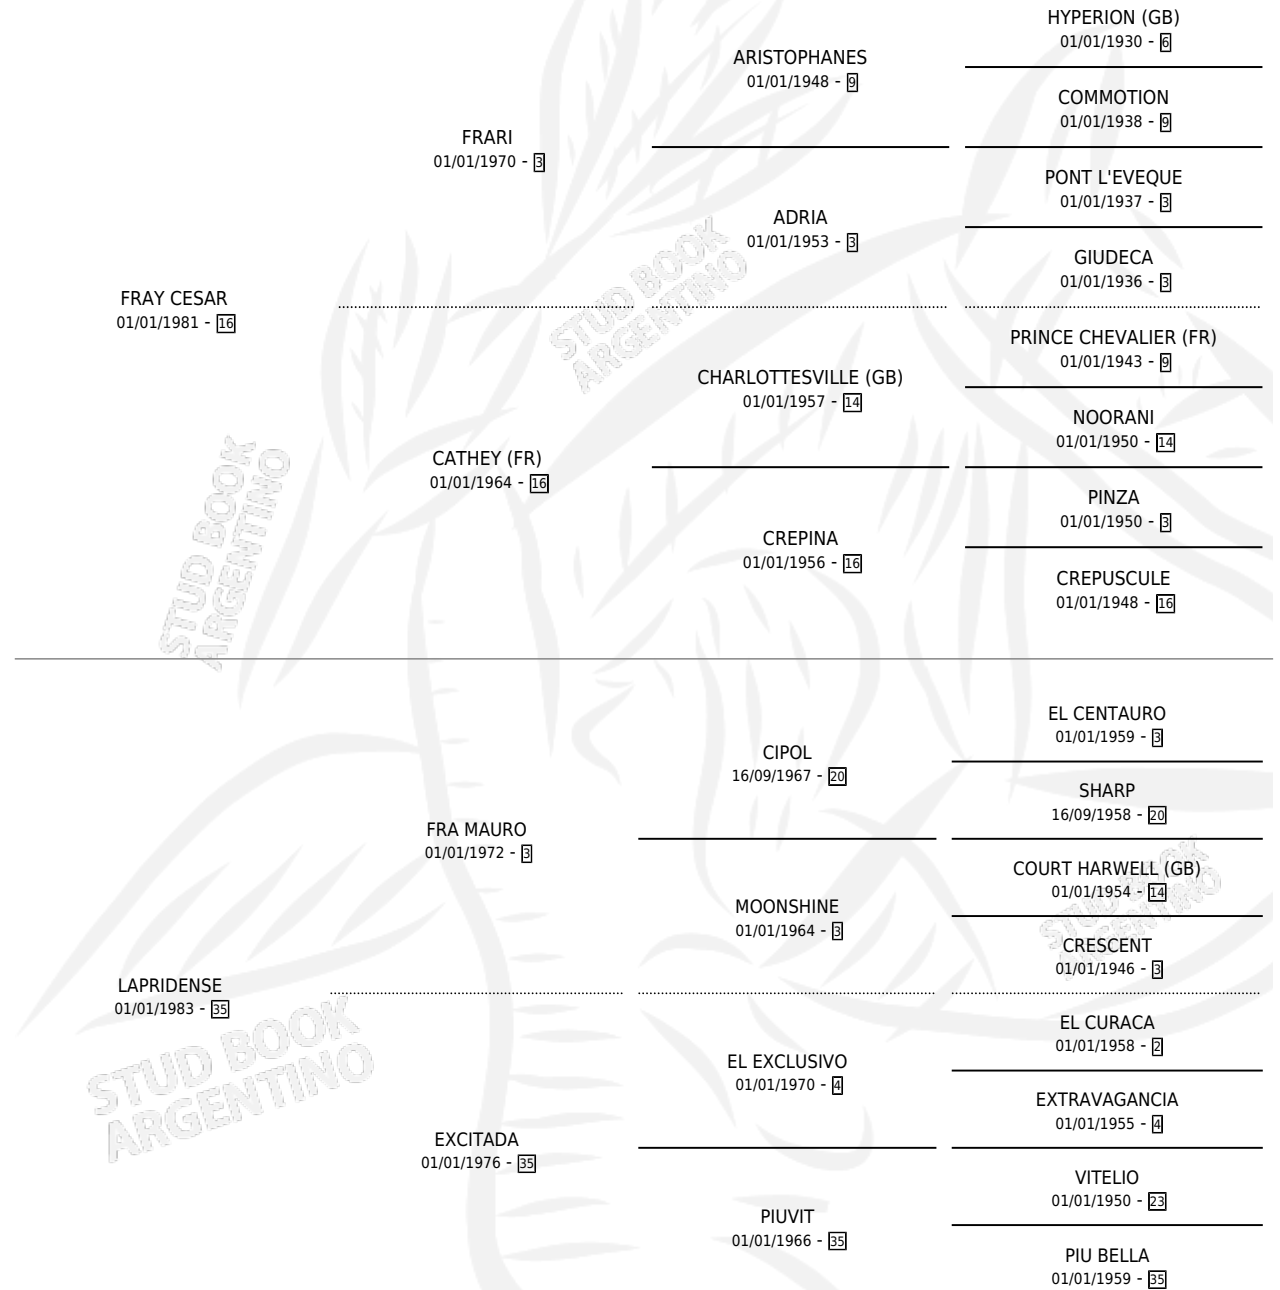 HYPERION (GB)
01/01/1930 - 6
ARISTOPHANES
01/01/1948 - 9
COMMOTION
01/01/1938 - 9
FRARI
01/01/1970 - 3
PONT L'EVEQUE
01/01/1937 - 3
ADRIA
01/01/1953 - 3
GIUDECA
01/01/1936 - 3
FRAY CESAR
01/01/1981 - 16
PRINCE CHEVALIER (FR)
01/01/1943 - 9
CHARLOTTESVILLE (GB)
01/01/1957 - 14
NOORANI
01/01/1950 - 14
CATHEY (FR)
01/01/1964 - 16
PINZA
01/01/1950 - 3
CREPINA
01/01/1956 - 16
CREPUSCULE
01/01/1948 - 16
STUD BOOK
ARGENTINO
STUD BOOK
ARGENTINO
EL CENTAURO
01/01/1959 - 3
CIPOL
16/09/1967 - 20
SHARP
16/09/1958 - 20
FRA MAURO
01/01/1972 - 3
COURT HARWELL (GB)
01/01/1954 - 14
MOONSHINE
01/01/1964 - 3
CRESCENT
01/01/1946 - 3
STUD BOOK
ARGENTINO
LAPRIDENSE
01/01/1983 - 35
EL CURACA
01/01/1958 - 2
EL EXCLUSIVO
01/01/1970 - 4
EXTRAVAGANCIA
01/01/1955 - 4
STUD BOOK
ARGENTINO
EXCITADA
01/01/1976 - 35
VITELIO
01/01/1950 - 23
PIUVIT
01/01/1966 - 35
PIU BELLA
01/01/1959 - 35